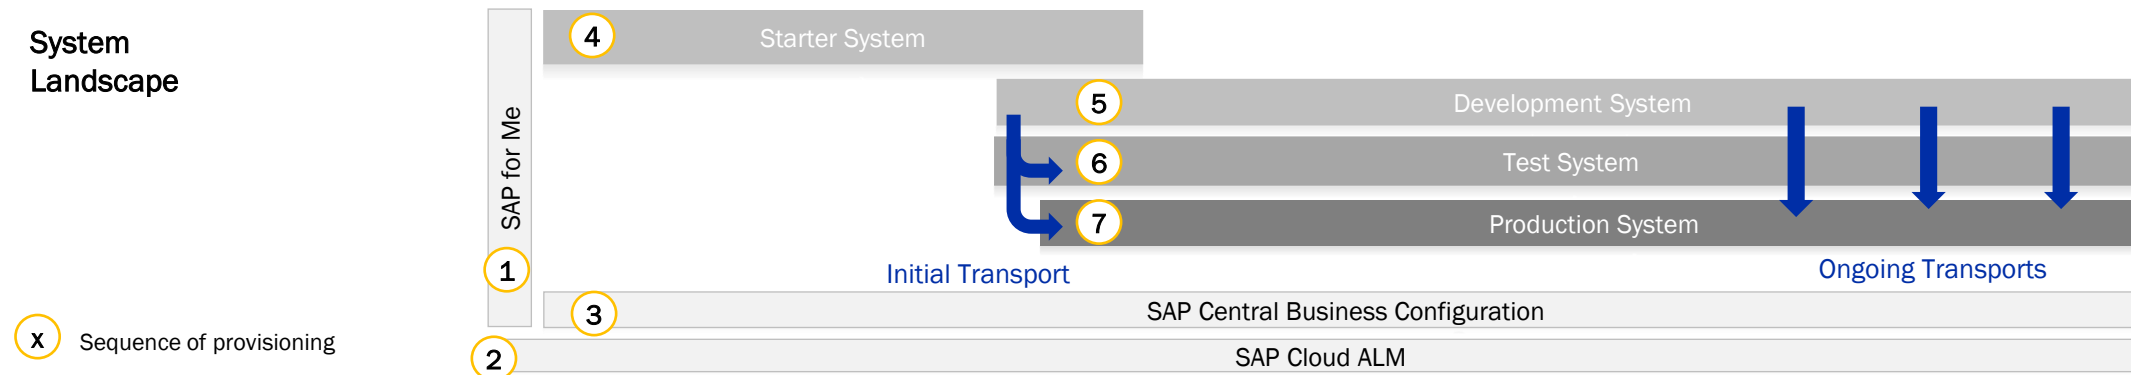 System
Landscape
SAP for Me
4
Starter System
5
Development System
6
Test System
7
Production System
1
Initial Transport
Ongoing Transports
3
SAP Central Business Configuration
x
Sequence of provisioning
2
SAP Cloud ALM